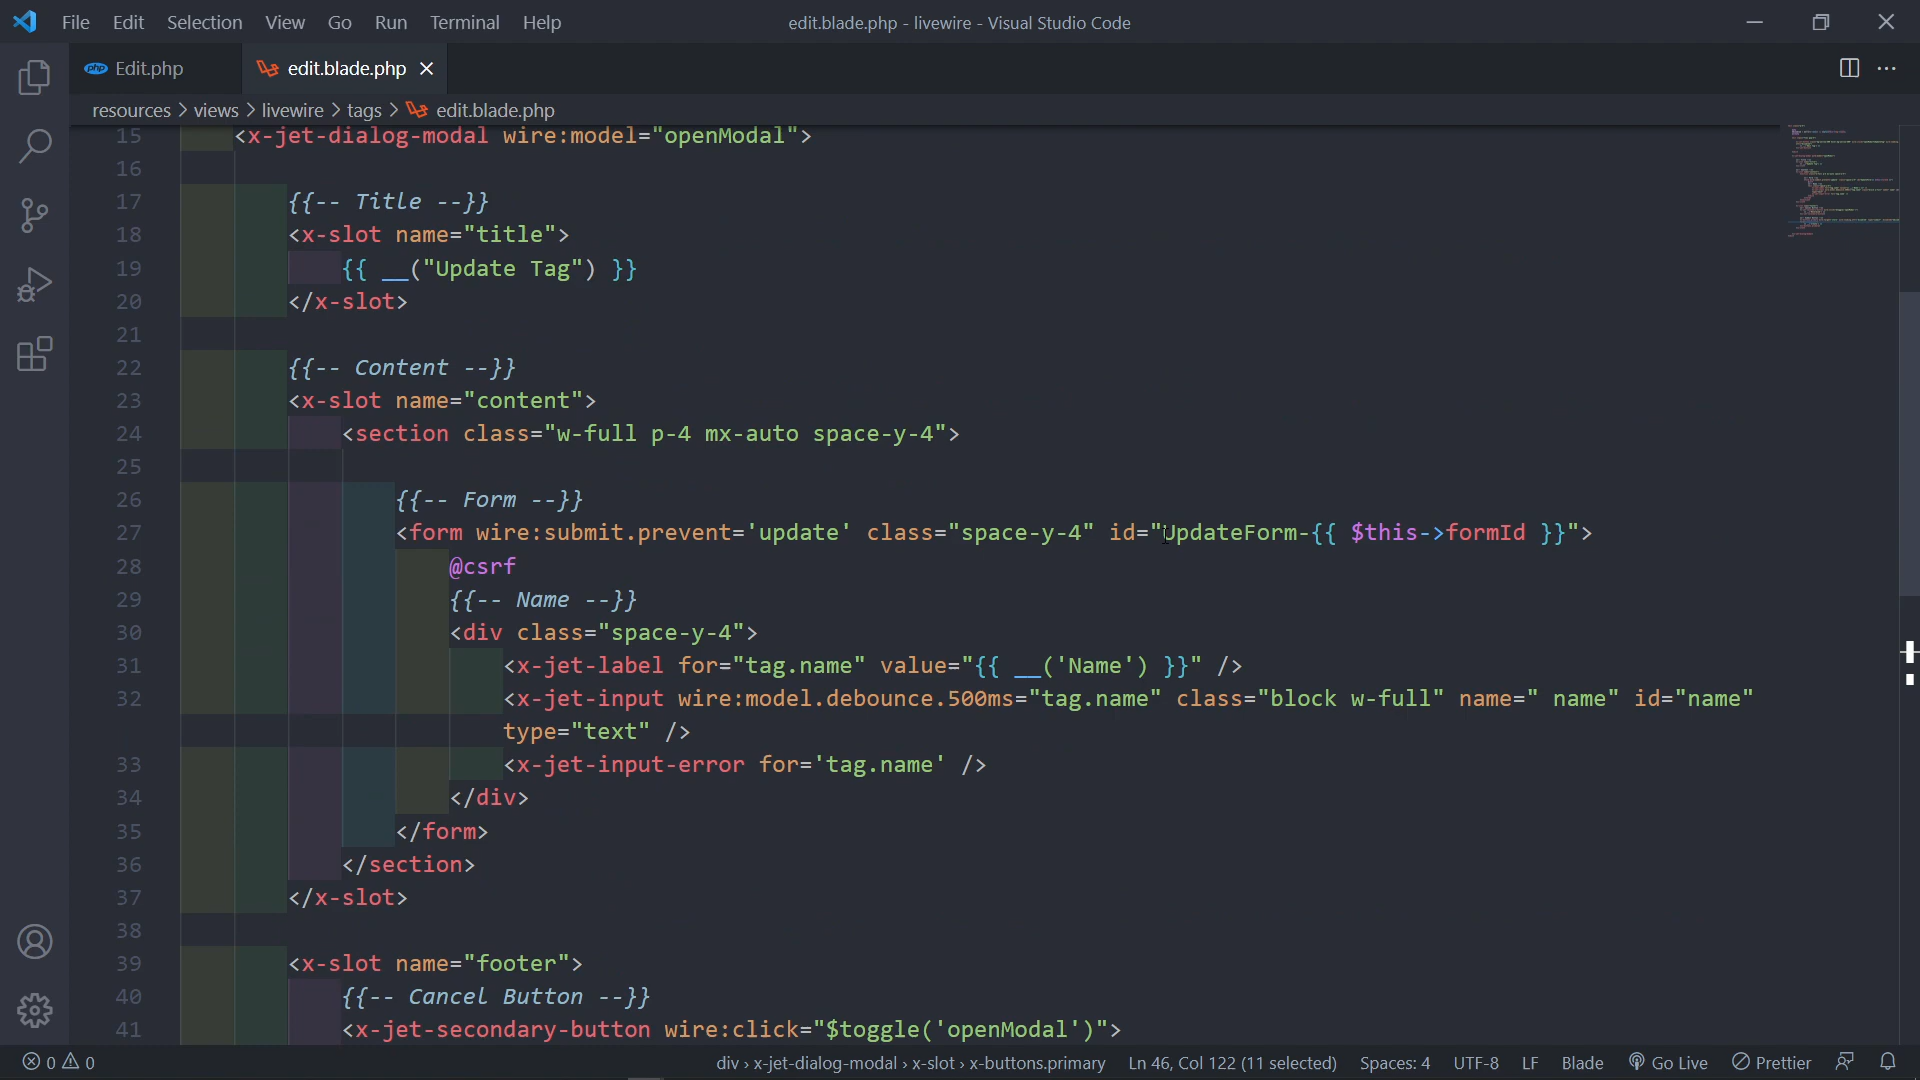 File Edit Selection View Go Run Terminal Help
edit.blade.php - livewire - Visual Studio Code
php Edit.php
edit.blade.php
resources > views > livewire > tags > edit.blade.php
15 <x-jet-dialog-modal wire:model="openModal">
16
17 {{-- Title --}}
18 <x-slot name="title">
19 {{ __("Update Tag") }}
20 </x-slot>
21
22 {{-- Content --}}
23 <x-slot name="content">
24 <section class="w-full p-4 mx-auto space-y-4">
25
26 {{-- Form --}}
27 <form wire:submit.prevent='update' class="space-y-4" id="UpdateForm-{{ $this->formId }}">
28 @csrf
29 {{-- Name --}}
30 <div class="space-y-4">
31 <x-jet-label for="tag.name" value="{{ __('Name') }}" />
32 <x-jet-input wire:model.debounce.500ms="tag.name" class="block w-full" name=" name" id="name"
type="text" />
33 <x-jet-input-error for='tag.name' />
34 </div>
35 </form>
36 </section>
37 </x-slot>
38
39 <x-slot name="footer">
40 {{-- Cancel Button --}}
41 <x-jet-secondary-button wire:click="$toggle('openModal')">
0 0
div › x-jet-dialog-modal › x-slot › x-buttons.primary
Ln 46, Col 122 (11 selected)
Spaces: 4
UTF-8
LF
Blade
Go Live
Prettier